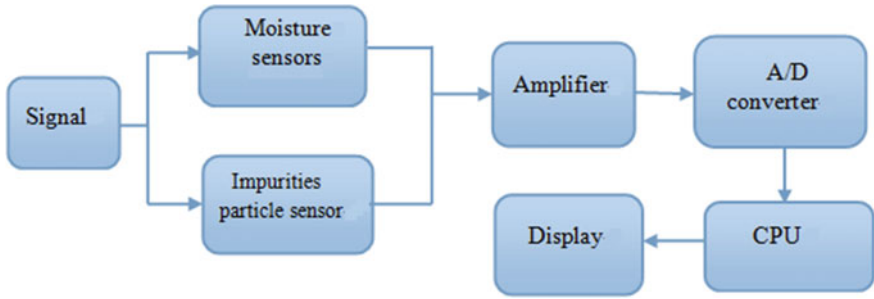 Signal
Moisture
sensors
Impurities
particle sensor
Amplifier
A/D
converter
CPU
Display